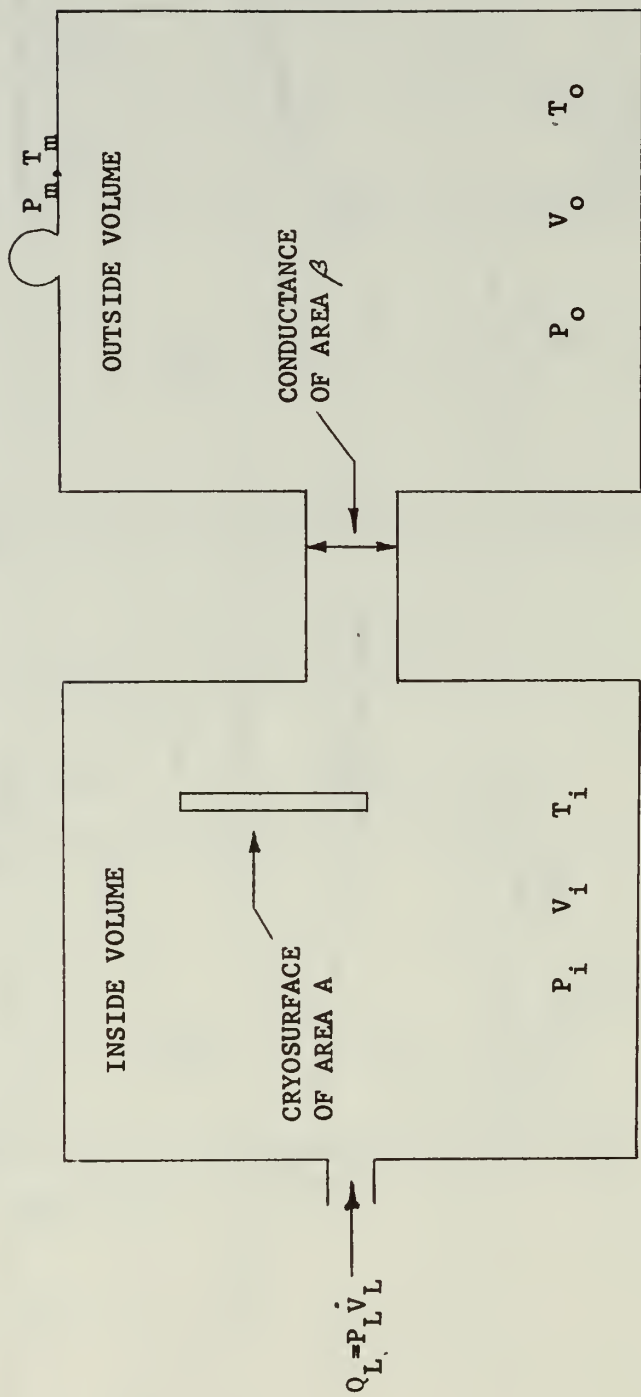 INSIDE VOLUME
CRYOSURFACE
OF AREA A
Q_L=P_L V̇_L
P_i V_i T_i
CONDUCTANCE
OF AREA β
P_m, T_m
OUTSIDE VOLUME
P_o V_o T_o